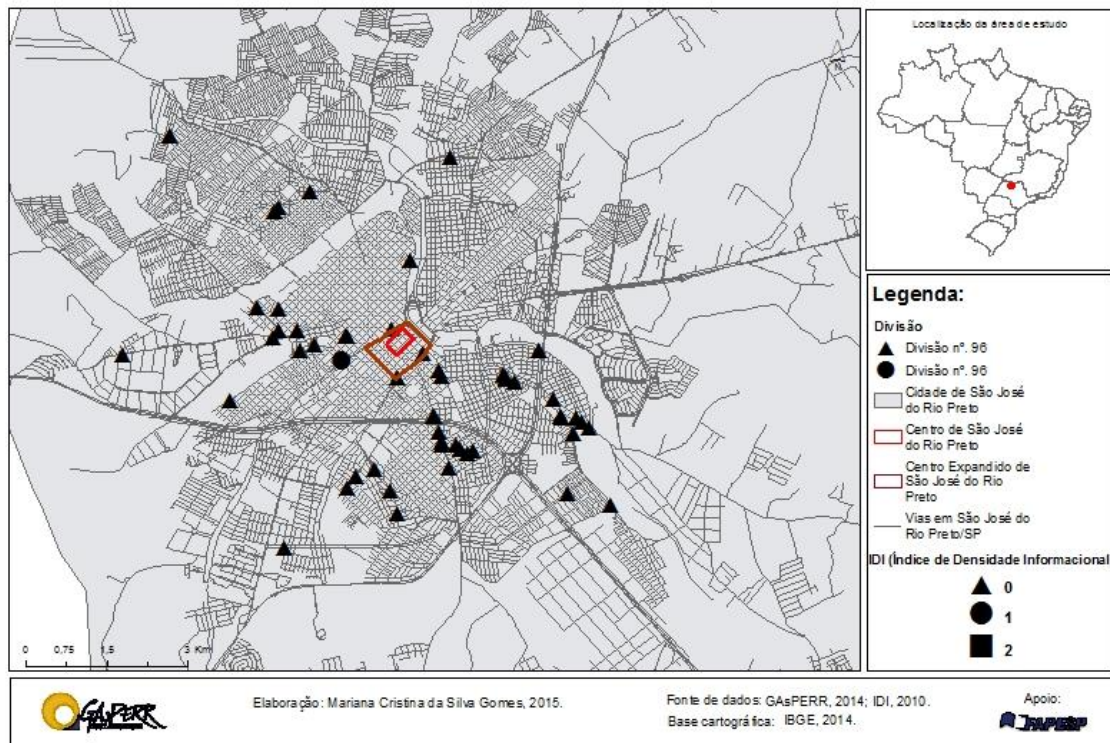 Localização da área de estudo
N
Legenda:
Divisão
Divisão nº. 96
Divisão nº. 96
Cidade de São José
do Rio Preto
Centro de São José
do Rio Preto
Centro Expandido de
São José do Rio
Preto
Vias em São José do
Rio Preto/SP
IDI (Índice de Densidade Informacional
0
1
2
0 0,75 1,5 3 Km
GAsPERR
Elaboração: Mariana Cristina da Silva Gomes, 2015.
Fonte de dados: GAsPERR, 2014; IDI, 2010.
Base cartográfica: IBGE, 2014.
Apoio:
FAPESP